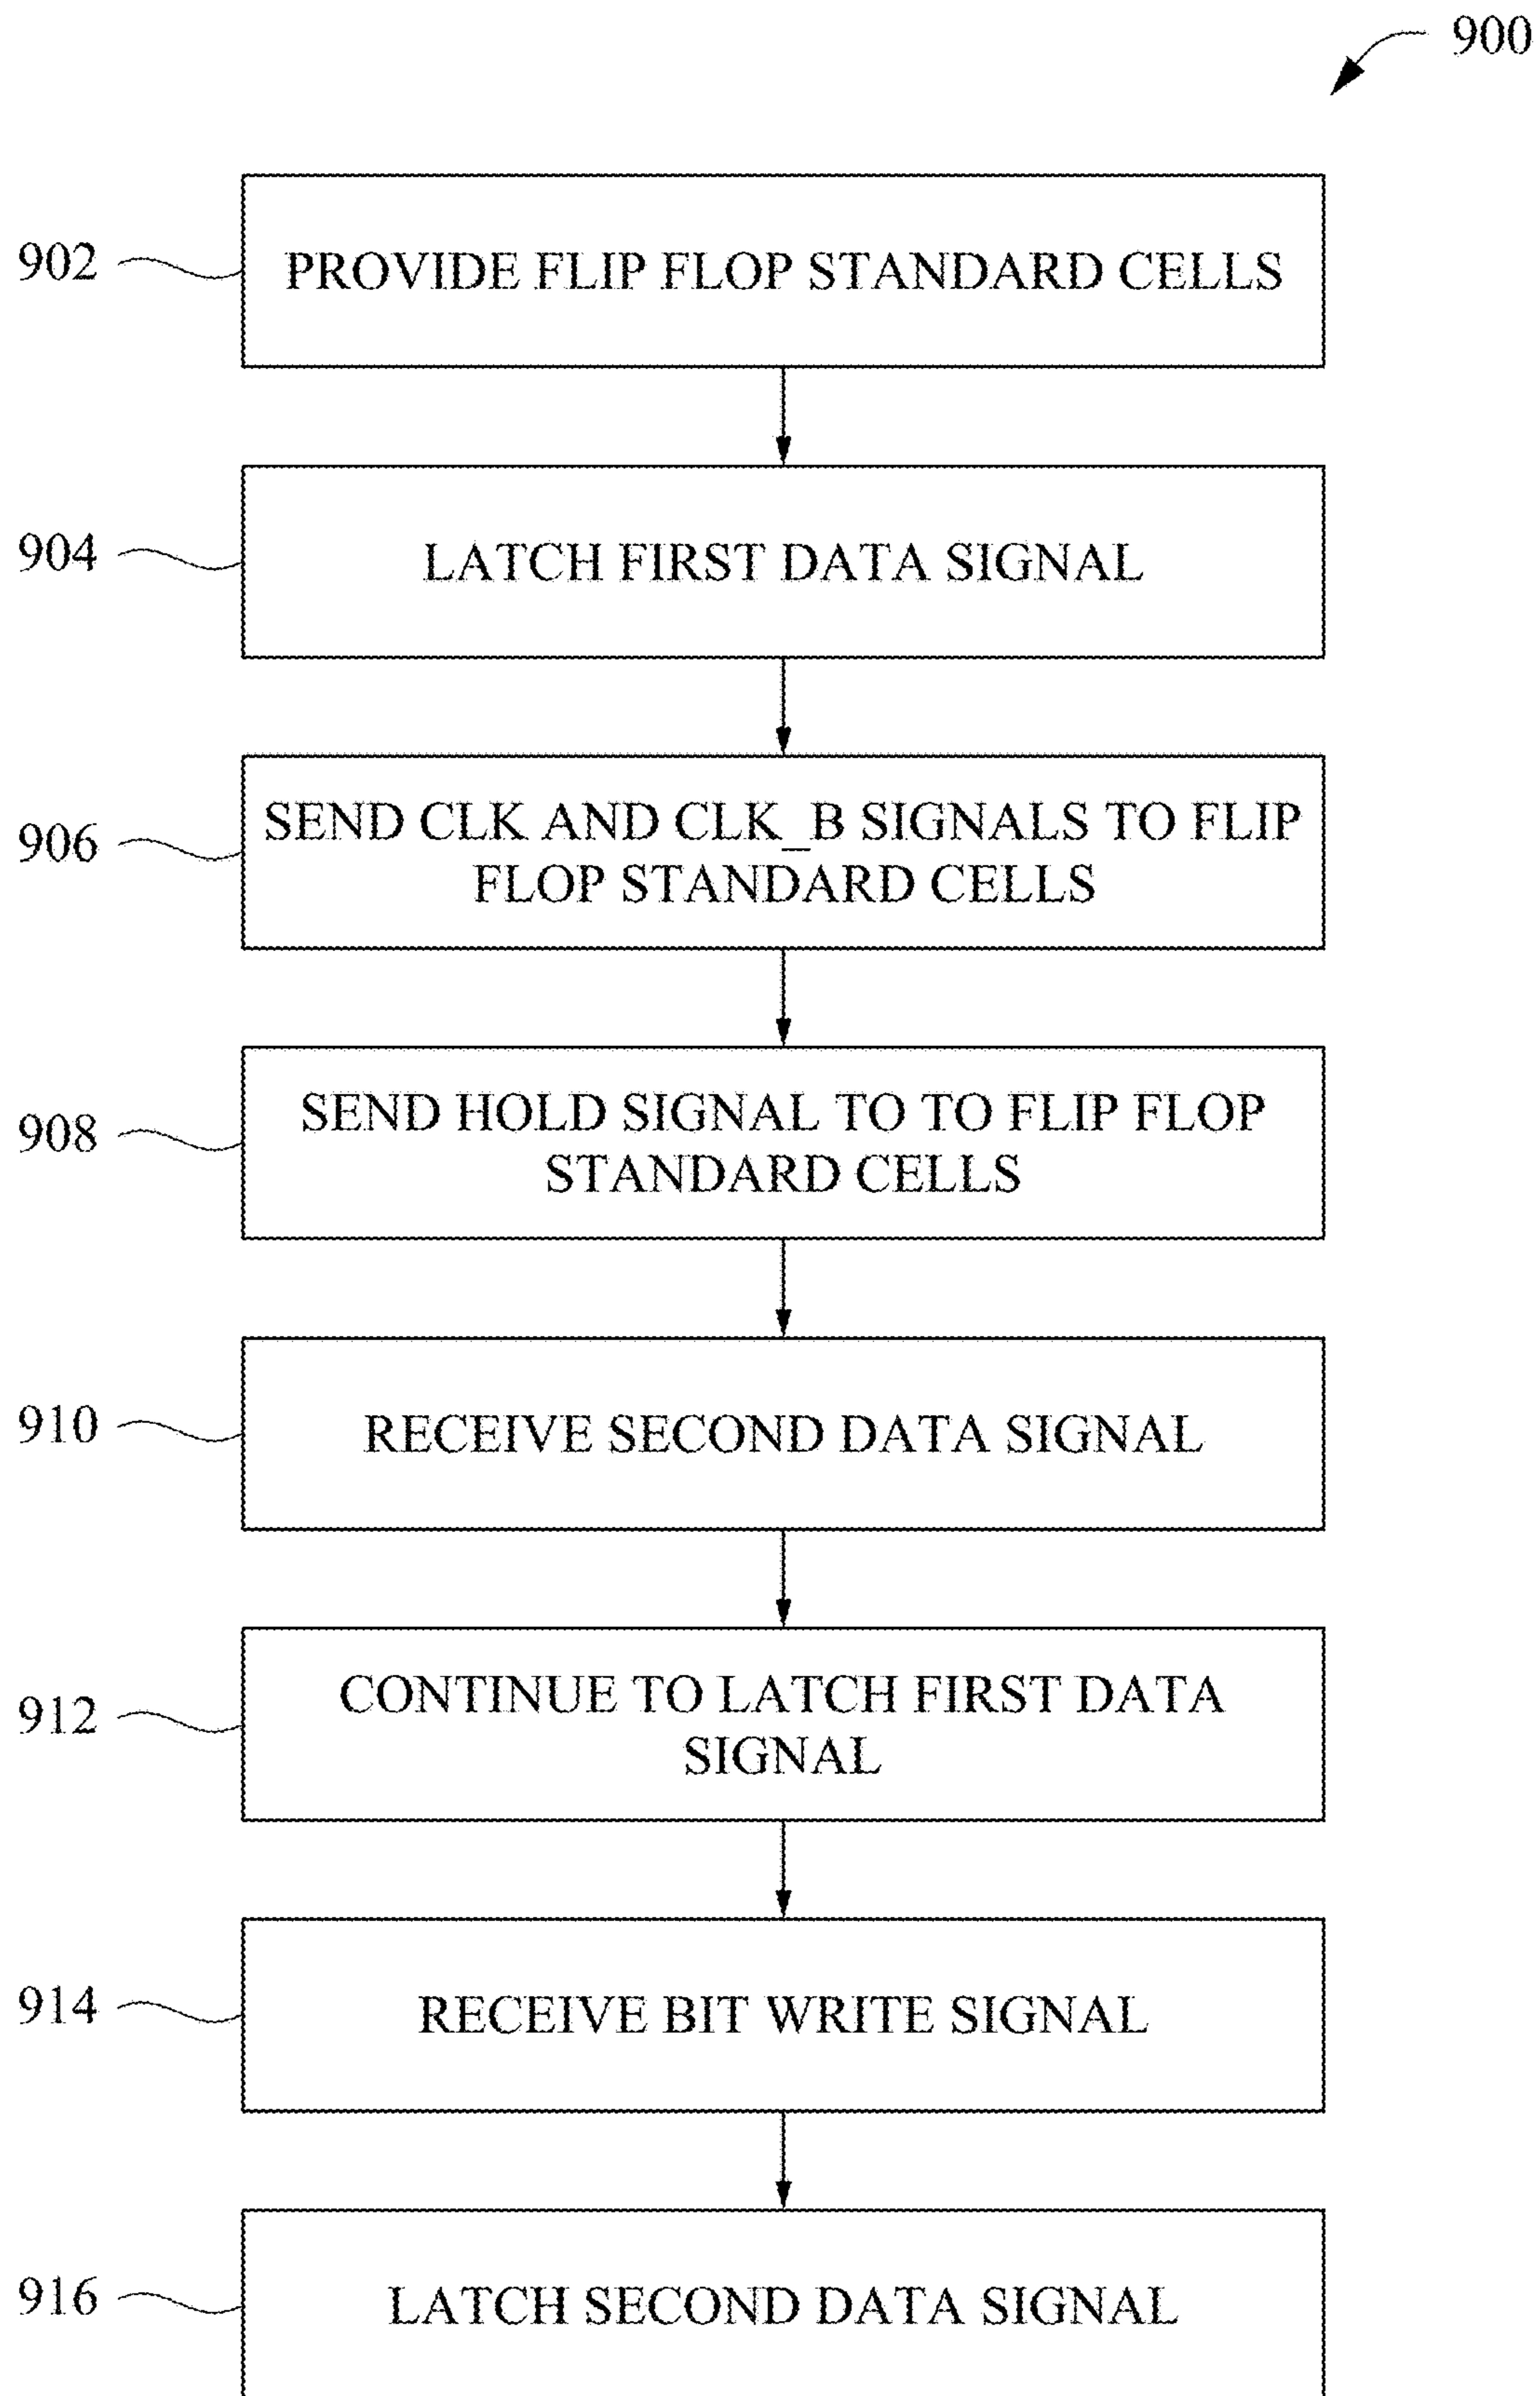 900
902
PROVIDE FLIP FLOP STANDARD CELLS
904
LATCH FIRST DATA SIGNAL
906
SEND CLK AND CLK_B SIGNALS TO FLIP
FLOP STANDARD CELLS
908
SEND HOLD SIGNAL TO TO FLIP FLOP
STANDARD CELLS
910
RECEIVE SECOND DATA SIGNAL
912
CONTINUE TO LATCH FIRST DATA
SIGNAL
914
RECEIVE BIT WRITE SIGNAL
916
LATCH SECOND DATA SIGNAL